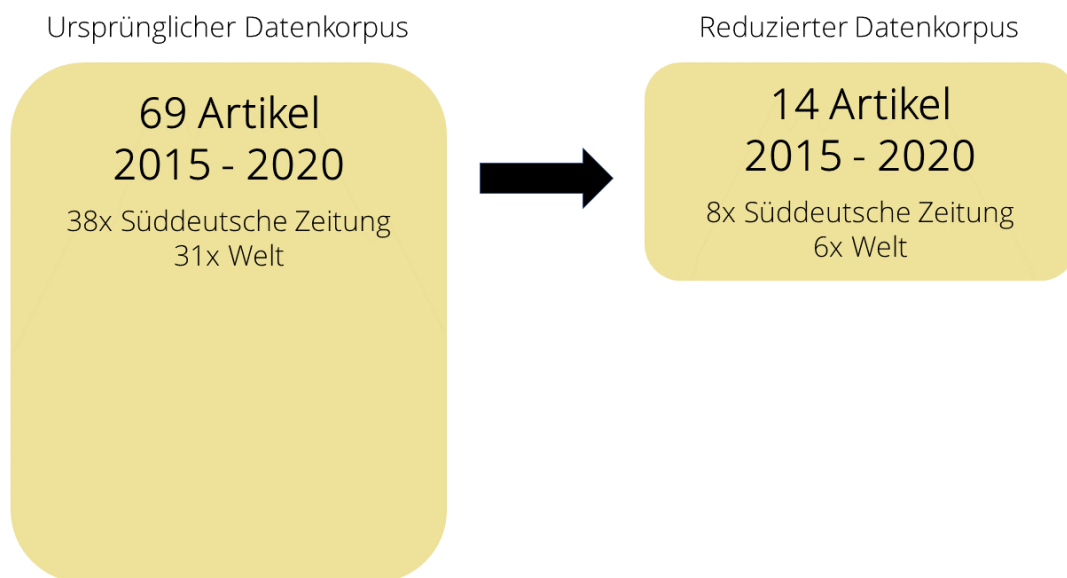 Ursprünglicher Datenkorpus
69 Artikel
2015 - 2020
38x Süddeutsche Zeitung
31x Welt
Reduzierter Datenkorpus
14 Artikel
2015 - 2020
8x Süddeutsche Zeitung
6x Welt